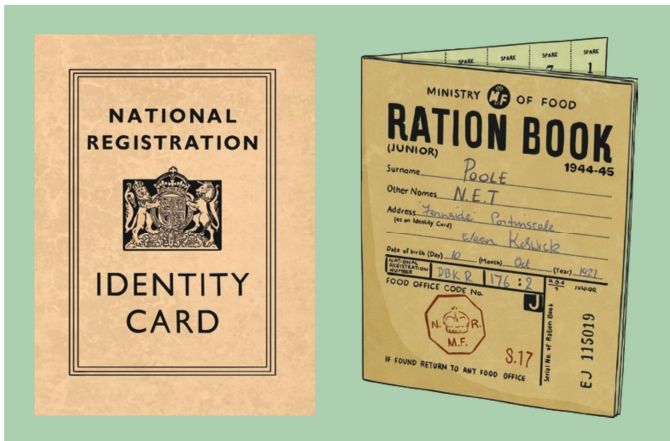 NATIONAL
REGISTRATION
IDENTITY
CARD
SPARE
SPARE
SPARE
SPARE
7
1
MINISTRY MF OF FOOD
RATION BOOK
(JUNIOR)
1944-45
Surname POOLE
Other Names N.E.T
Address Fernside Portinscale
(as on Identity Card)
Keswick
Date of birth (Day) 10 (Month) Oct (Year) 1921
NATIONAL
REGISTRATION
NUMBER
DBKR 176:2
JUNIOR
FOOD OFFICE CODE No.
J
N. R.
M.F.
S.17
IF FOUND RETURN TO ANY FOOD OFFICE
Serial No. of Ration Book
EJ 115019